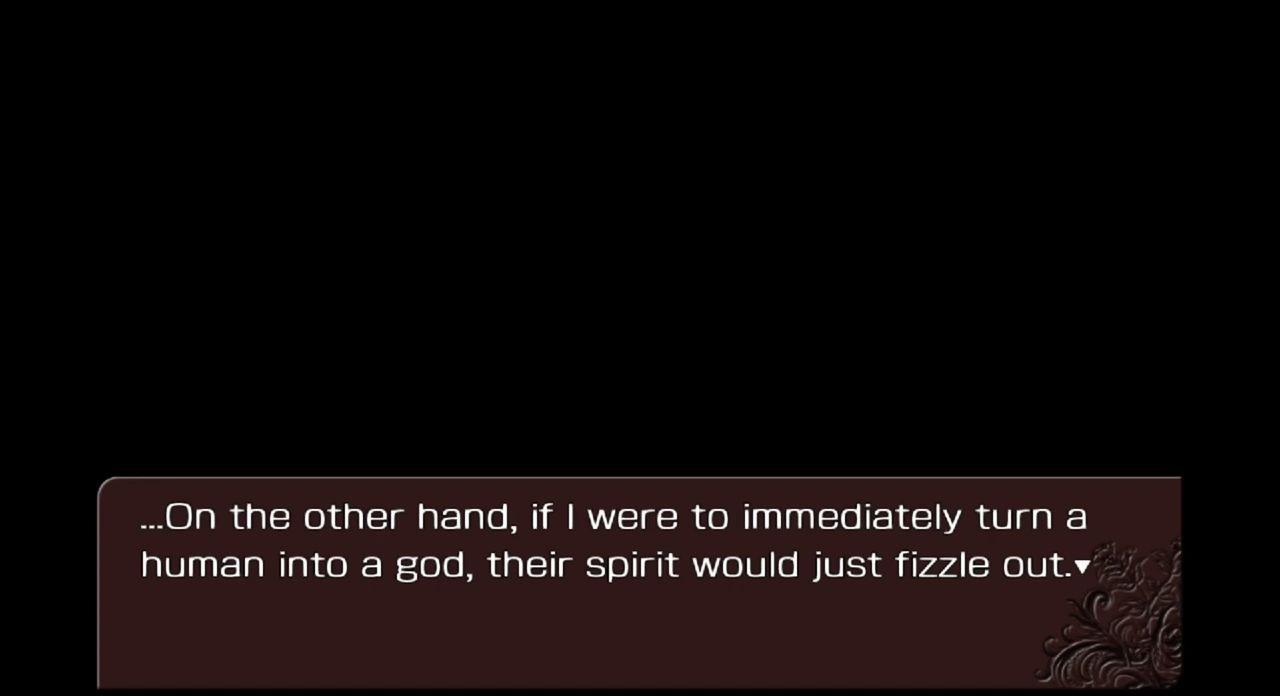 ...On the other hand, if I were to immediately turn a
human into a god, their spirit would just fizzle out.▼